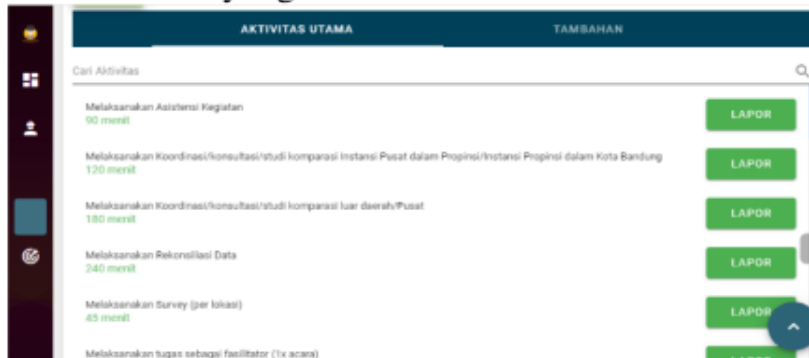 AKTIVITAS UTAMA
TAMBAHAN
Cari Aktivitas
Melaksanakan Asistensi Kegiatan
90 menit
LAPOR
Melaksanakan Koordinasi/konsultasi/studi komparasi Instansi Pusat dalam Propinsi/Instansi Propinsi dalam Kota Bandung
120 menit
LAPOR
Melaksanakan Koordinasi/konsultasi/studi komparasi luar daerah/Pusat
180 menit
LAPOR
Melaksanakan Rekonsiliasi Data
240 menit
LAPOR
Melaksanakan Survey (per lokasi)
45 menit
LAPOR
Melaksanakan tugas sebagai fasilitator (1x acara)